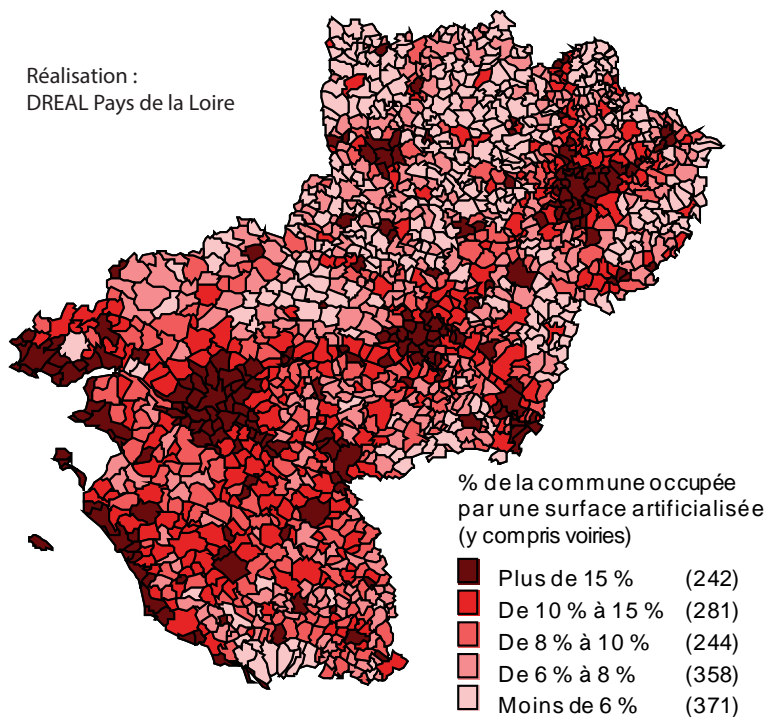 Réalisation :
DREAL Pays de la Loire
% de la commune occupée
par une surface artificialisée
(y compris voiries)
Plus de 15 % (242)
De 10 % à 15 % (281)
De 8 % à 10 % (244)
De 6 % à 8 % (358)
Moins de 6 % (371)